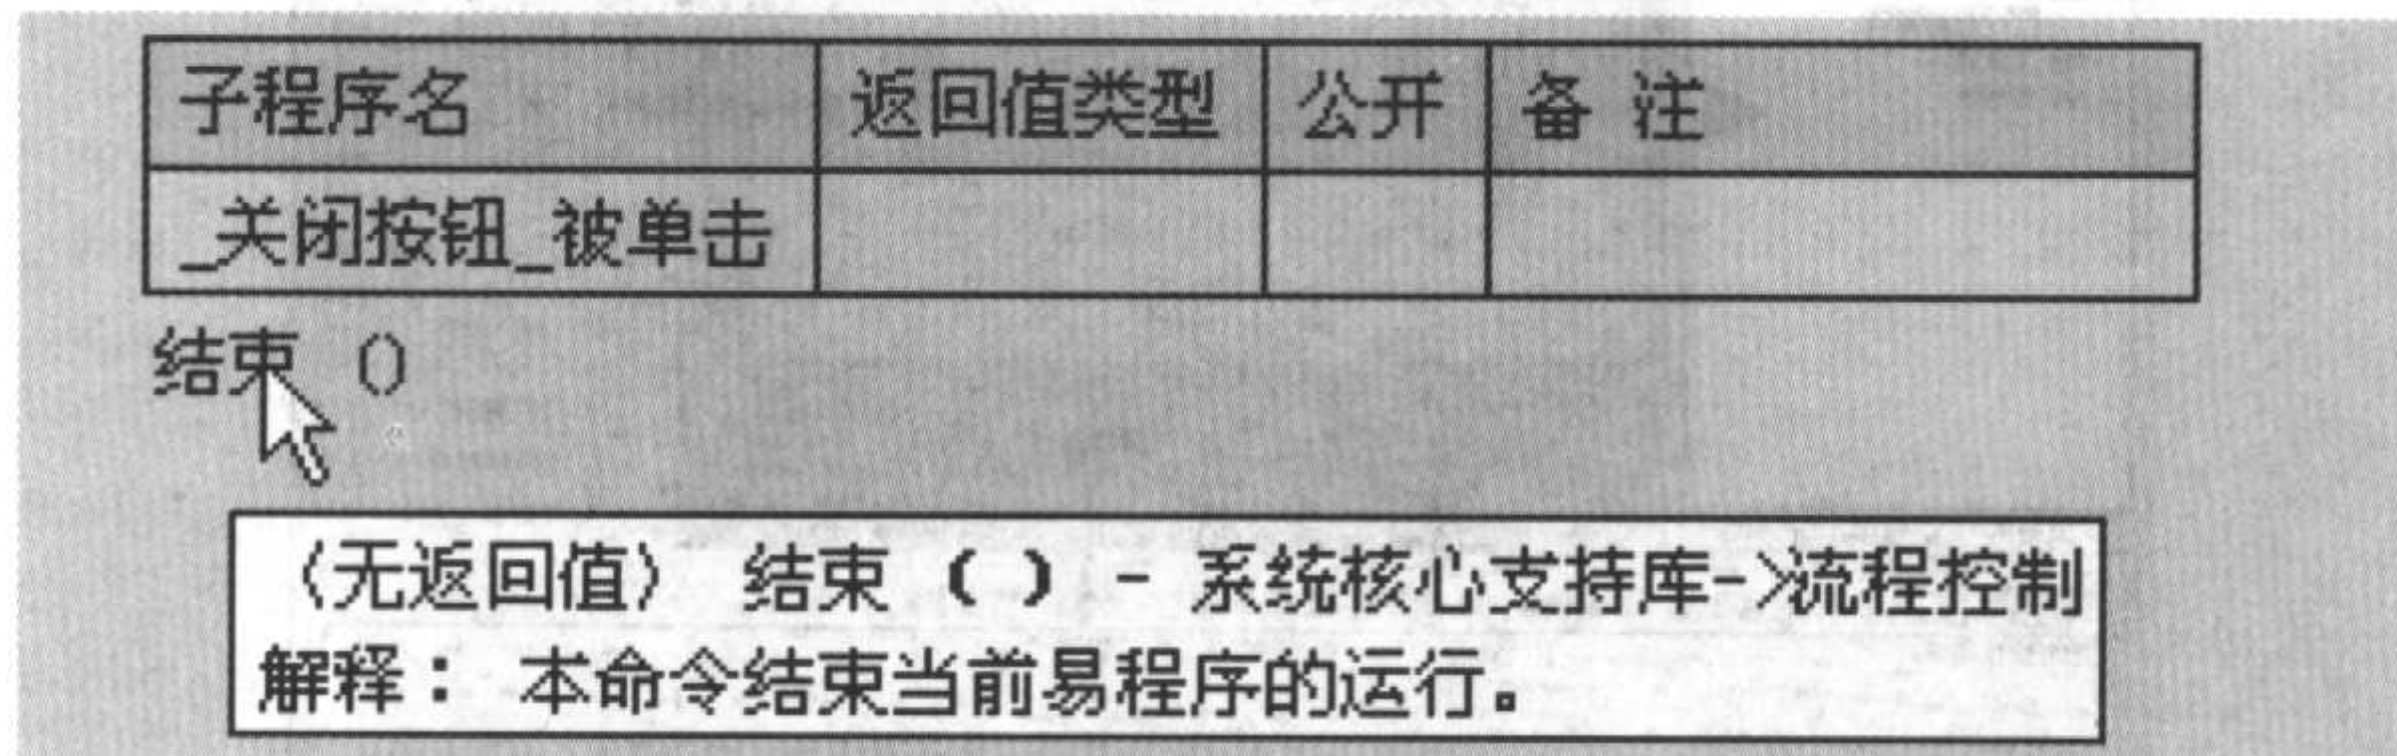 子程序名 返回值类型 公开 备 注
_关闭按钮_被单击
结束 ()
〈无返回值〉 结束 ( ) - 系统核心支持库->流程控制
解释： 本命令结束当前易程序的运行。